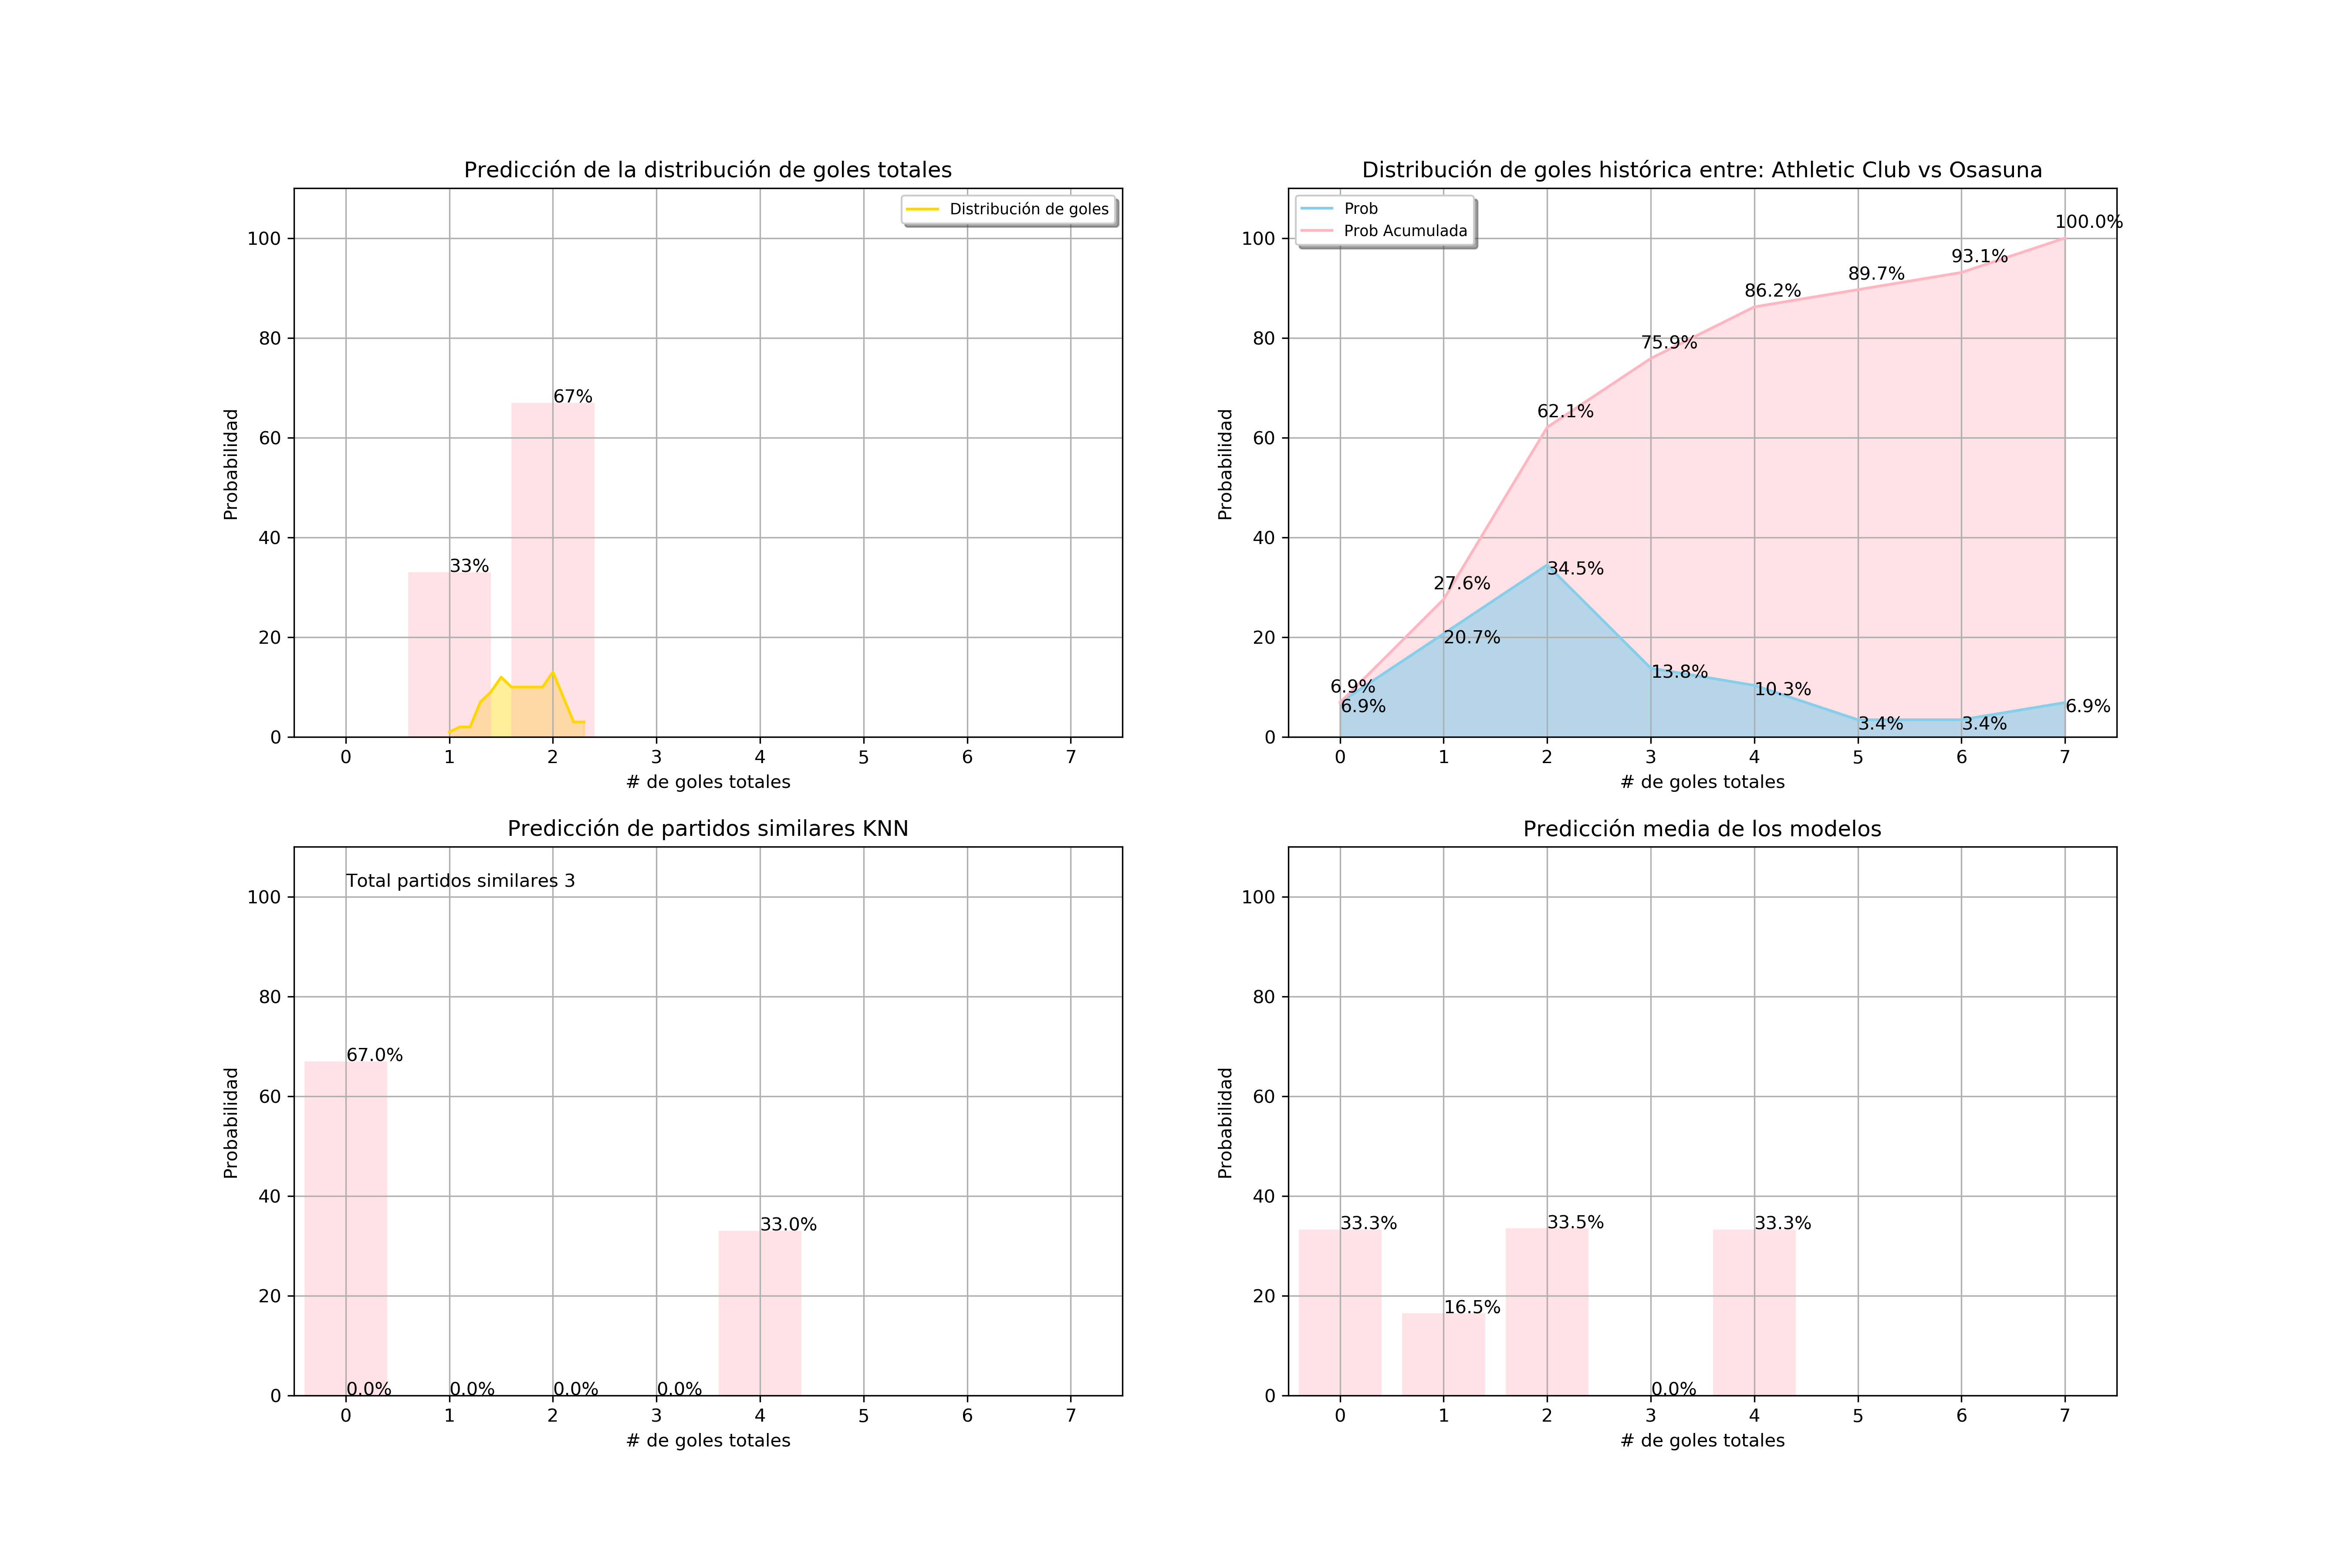 Predicción de la distribución de goles totales
Distribución de goles
100
80
60
40
20
0
Probabilidad
67%
33%
0 1 2 3 4 5 6 7
# de goles totales
Distribución de goles histórica entre: Athletic Club vs Osasuna
Prob
Prob Acumulada
100
80
60
40
20
0
Probabilidad
100.0%
93.1%
89.7%
86.2%
75.9%
62.1%
34.5%
27.6%
20.7%
13.8%
10.3%
6.9%
6.9%
3.4%
3.4%
6.9%
0 1 2 3 4 5 6 7
# de goles totales
Predicción de partidos similares KNN
Total partidos similares 3
100
80
60
40
20
0
Probabilidad
67.0%
33.0%
0.0% 0.0% 0.0% 0.0%
0 1 2 3 4 5 6 7
# de goles totales
Predicción media de los modelos
100
80
60
40
20
0
Probabilidad
33.3% 33.5% 33.3%
16.5%
0.0%
0 1 2 3 4 5 6 7
# de goles totales